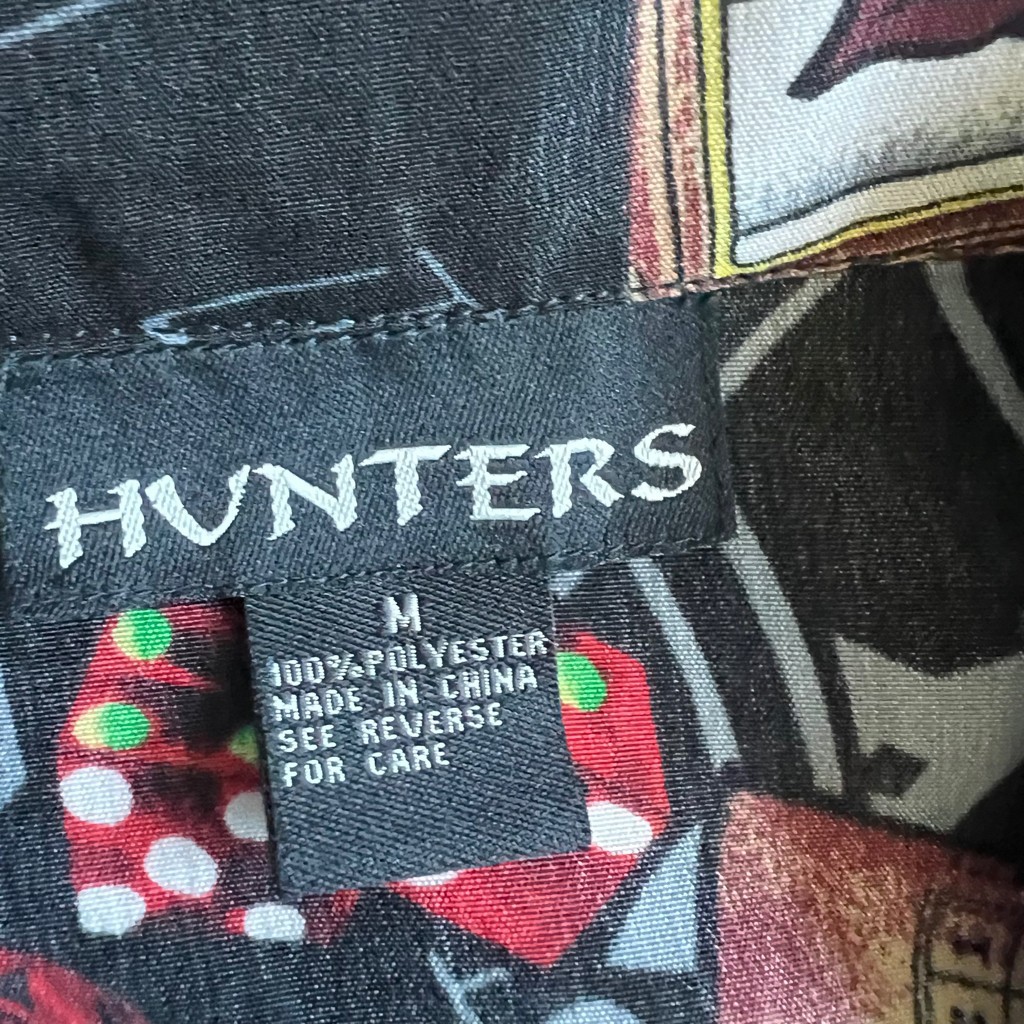 HUNTERS
M
100%POLYESTER
MADE IN CHINA
SEE REVERSE
FOR CARE